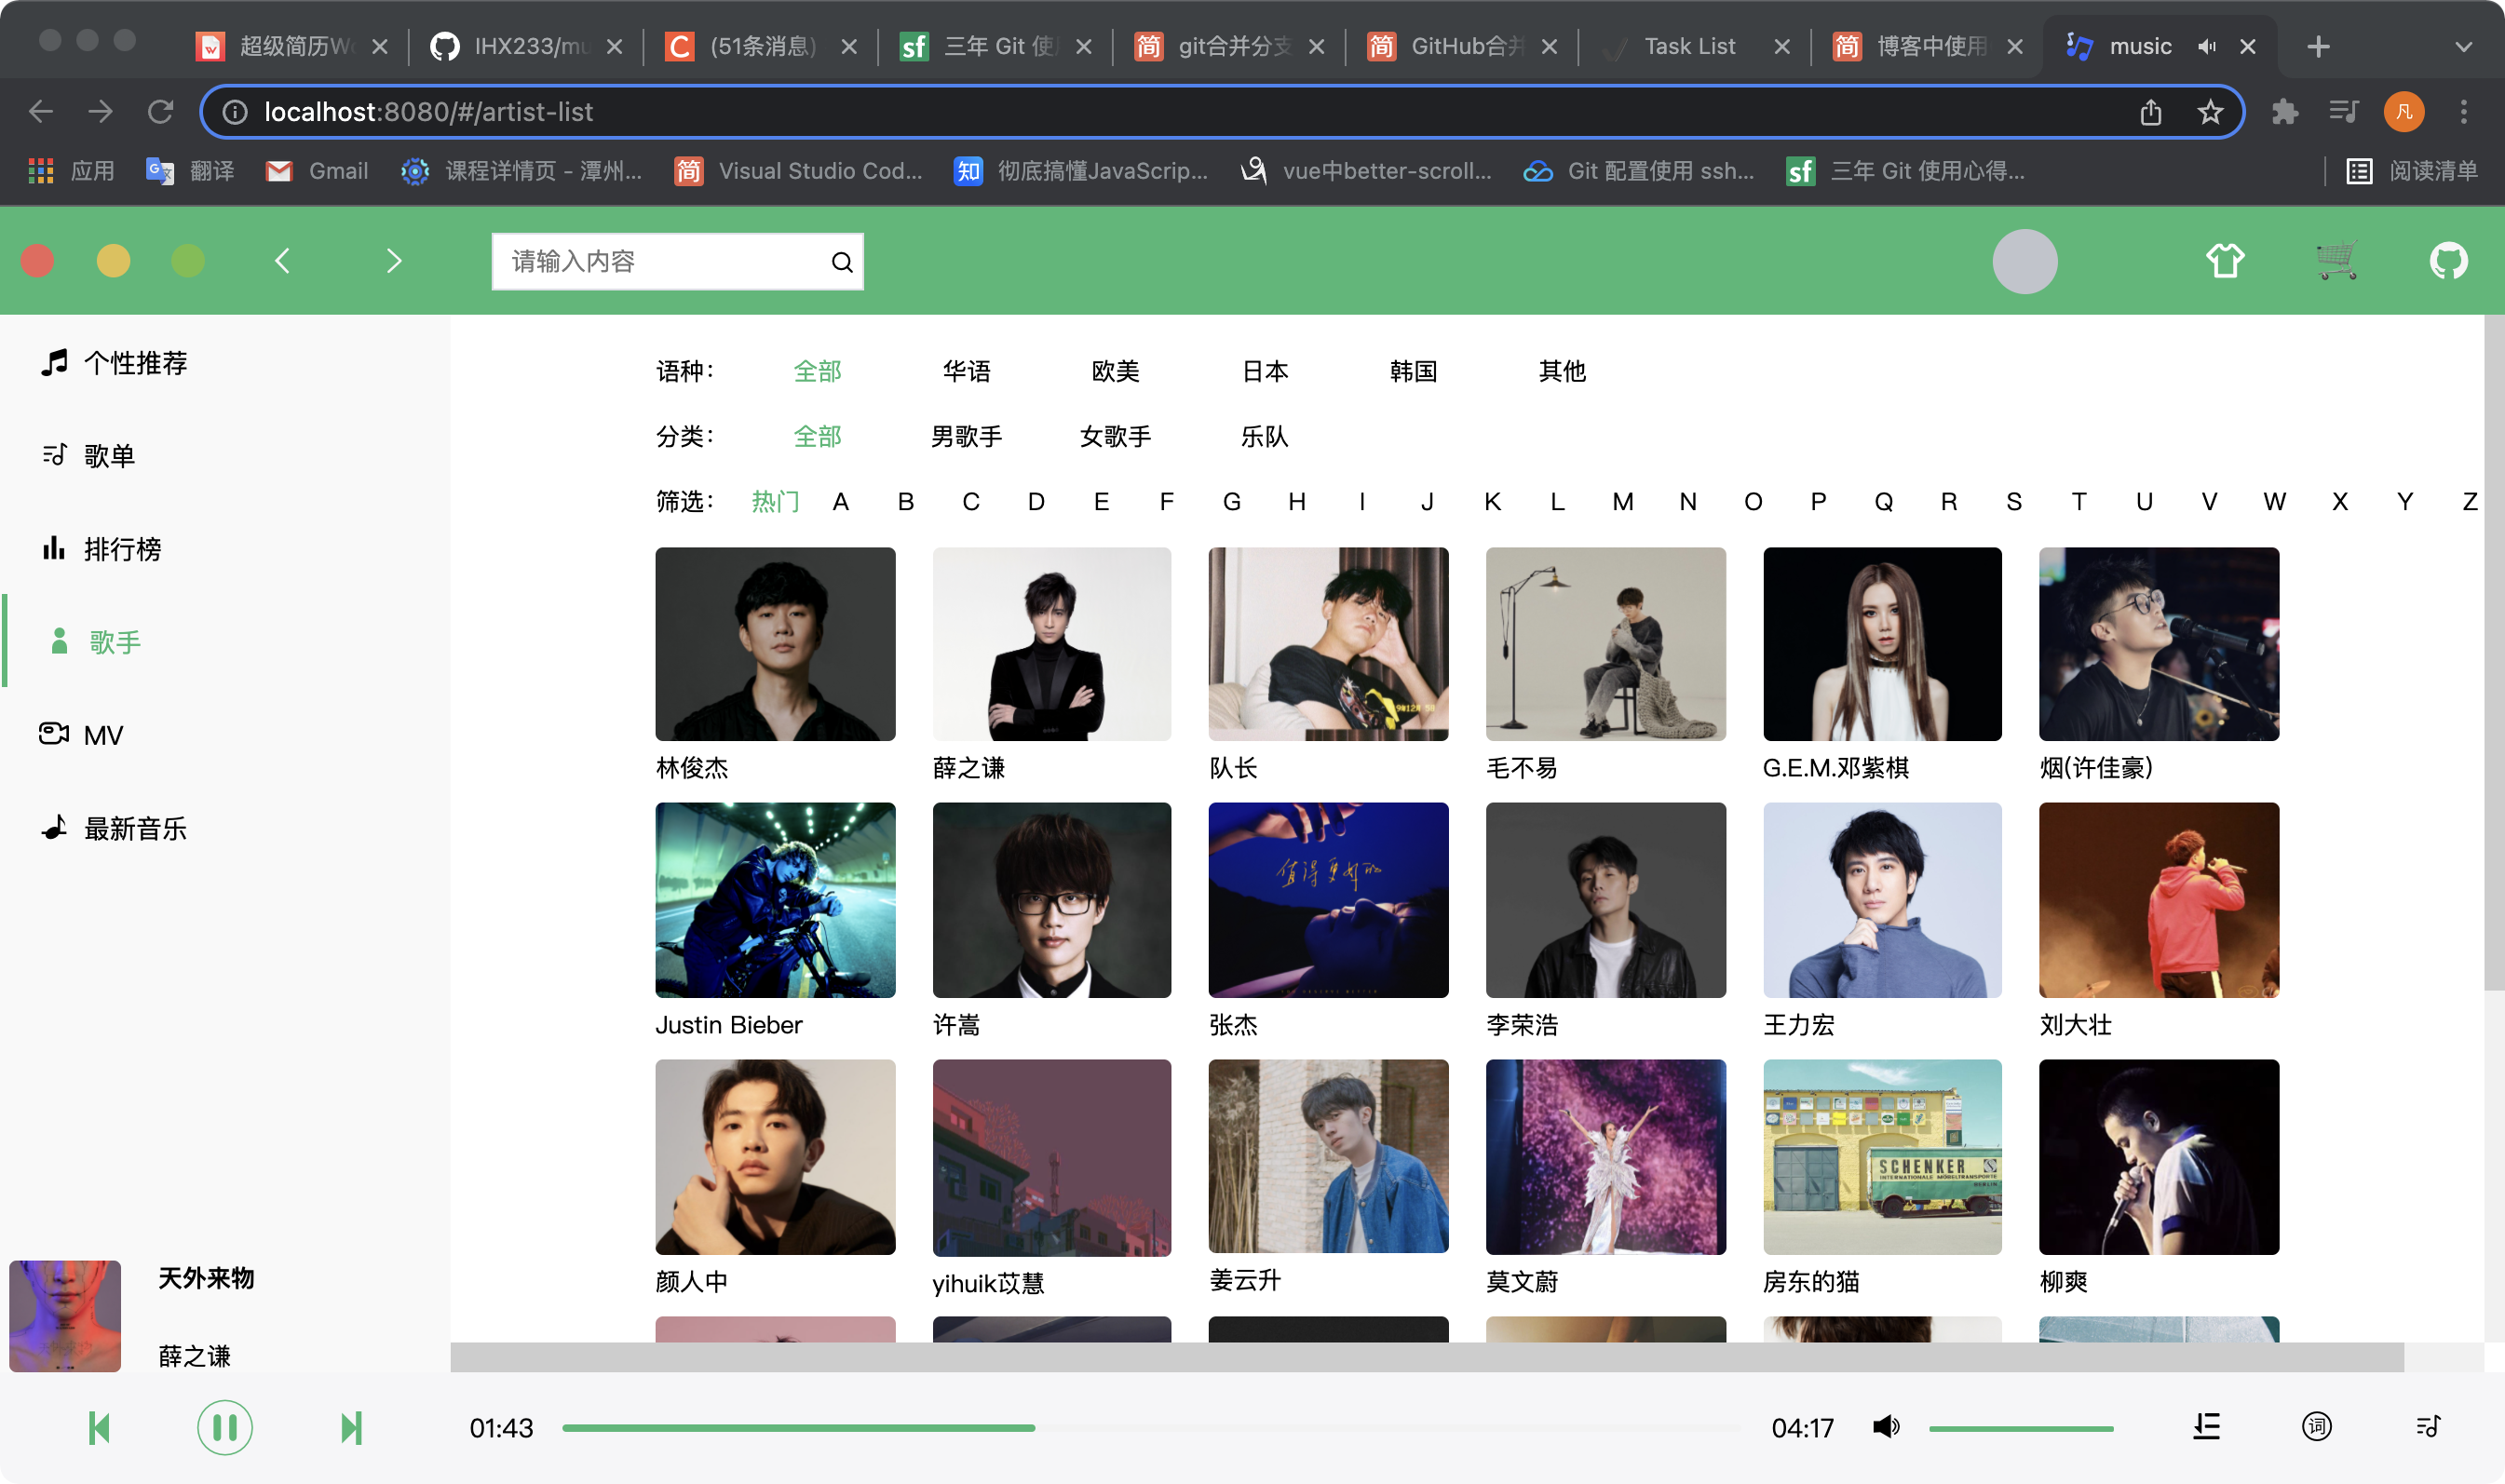 超级简历Wo
IHX233/mu
(51条消息)
三年 Git 使
git合并分支
GitHub合并
Task List
博客中使用
music
localhost:8080/#/artist-list
凡
应用
翻译
Gmail
课程详情页 - 潭州...
Visual Studio Cod...
彻底搞懂JavaScrip...
vue中better-scroll...
Git 配置使用 ssh...
三年 Git 使用心得...
阅读清单
请输入内容
个性推荐
歌单
排行榜
歌手
MV
最新音乐
语种： 全部 华语 欧美 日本 韩国 其他
分类： 全部 男歌手 女歌手 乐队
筛选： 热门 A B C D E F G H I J K L M N O P Q R S T U V W X Y Z
林俊杰 薛之谦 队长 毛不易 G.E.M.邓紫棋 烟(许佳豪)
值得更好的
Justin Bieber 许嵩 张杰 李荣浩 王力宏 刘大壮
SCHENKER
INTERNATIONALE MÖBELTRANSPORTE
BERLIN
颜人中 yihuik苡慧 姜云升 莫文蔚 房东的猫 柳爽
天外来物
薛之谦
01:43 04:17 词